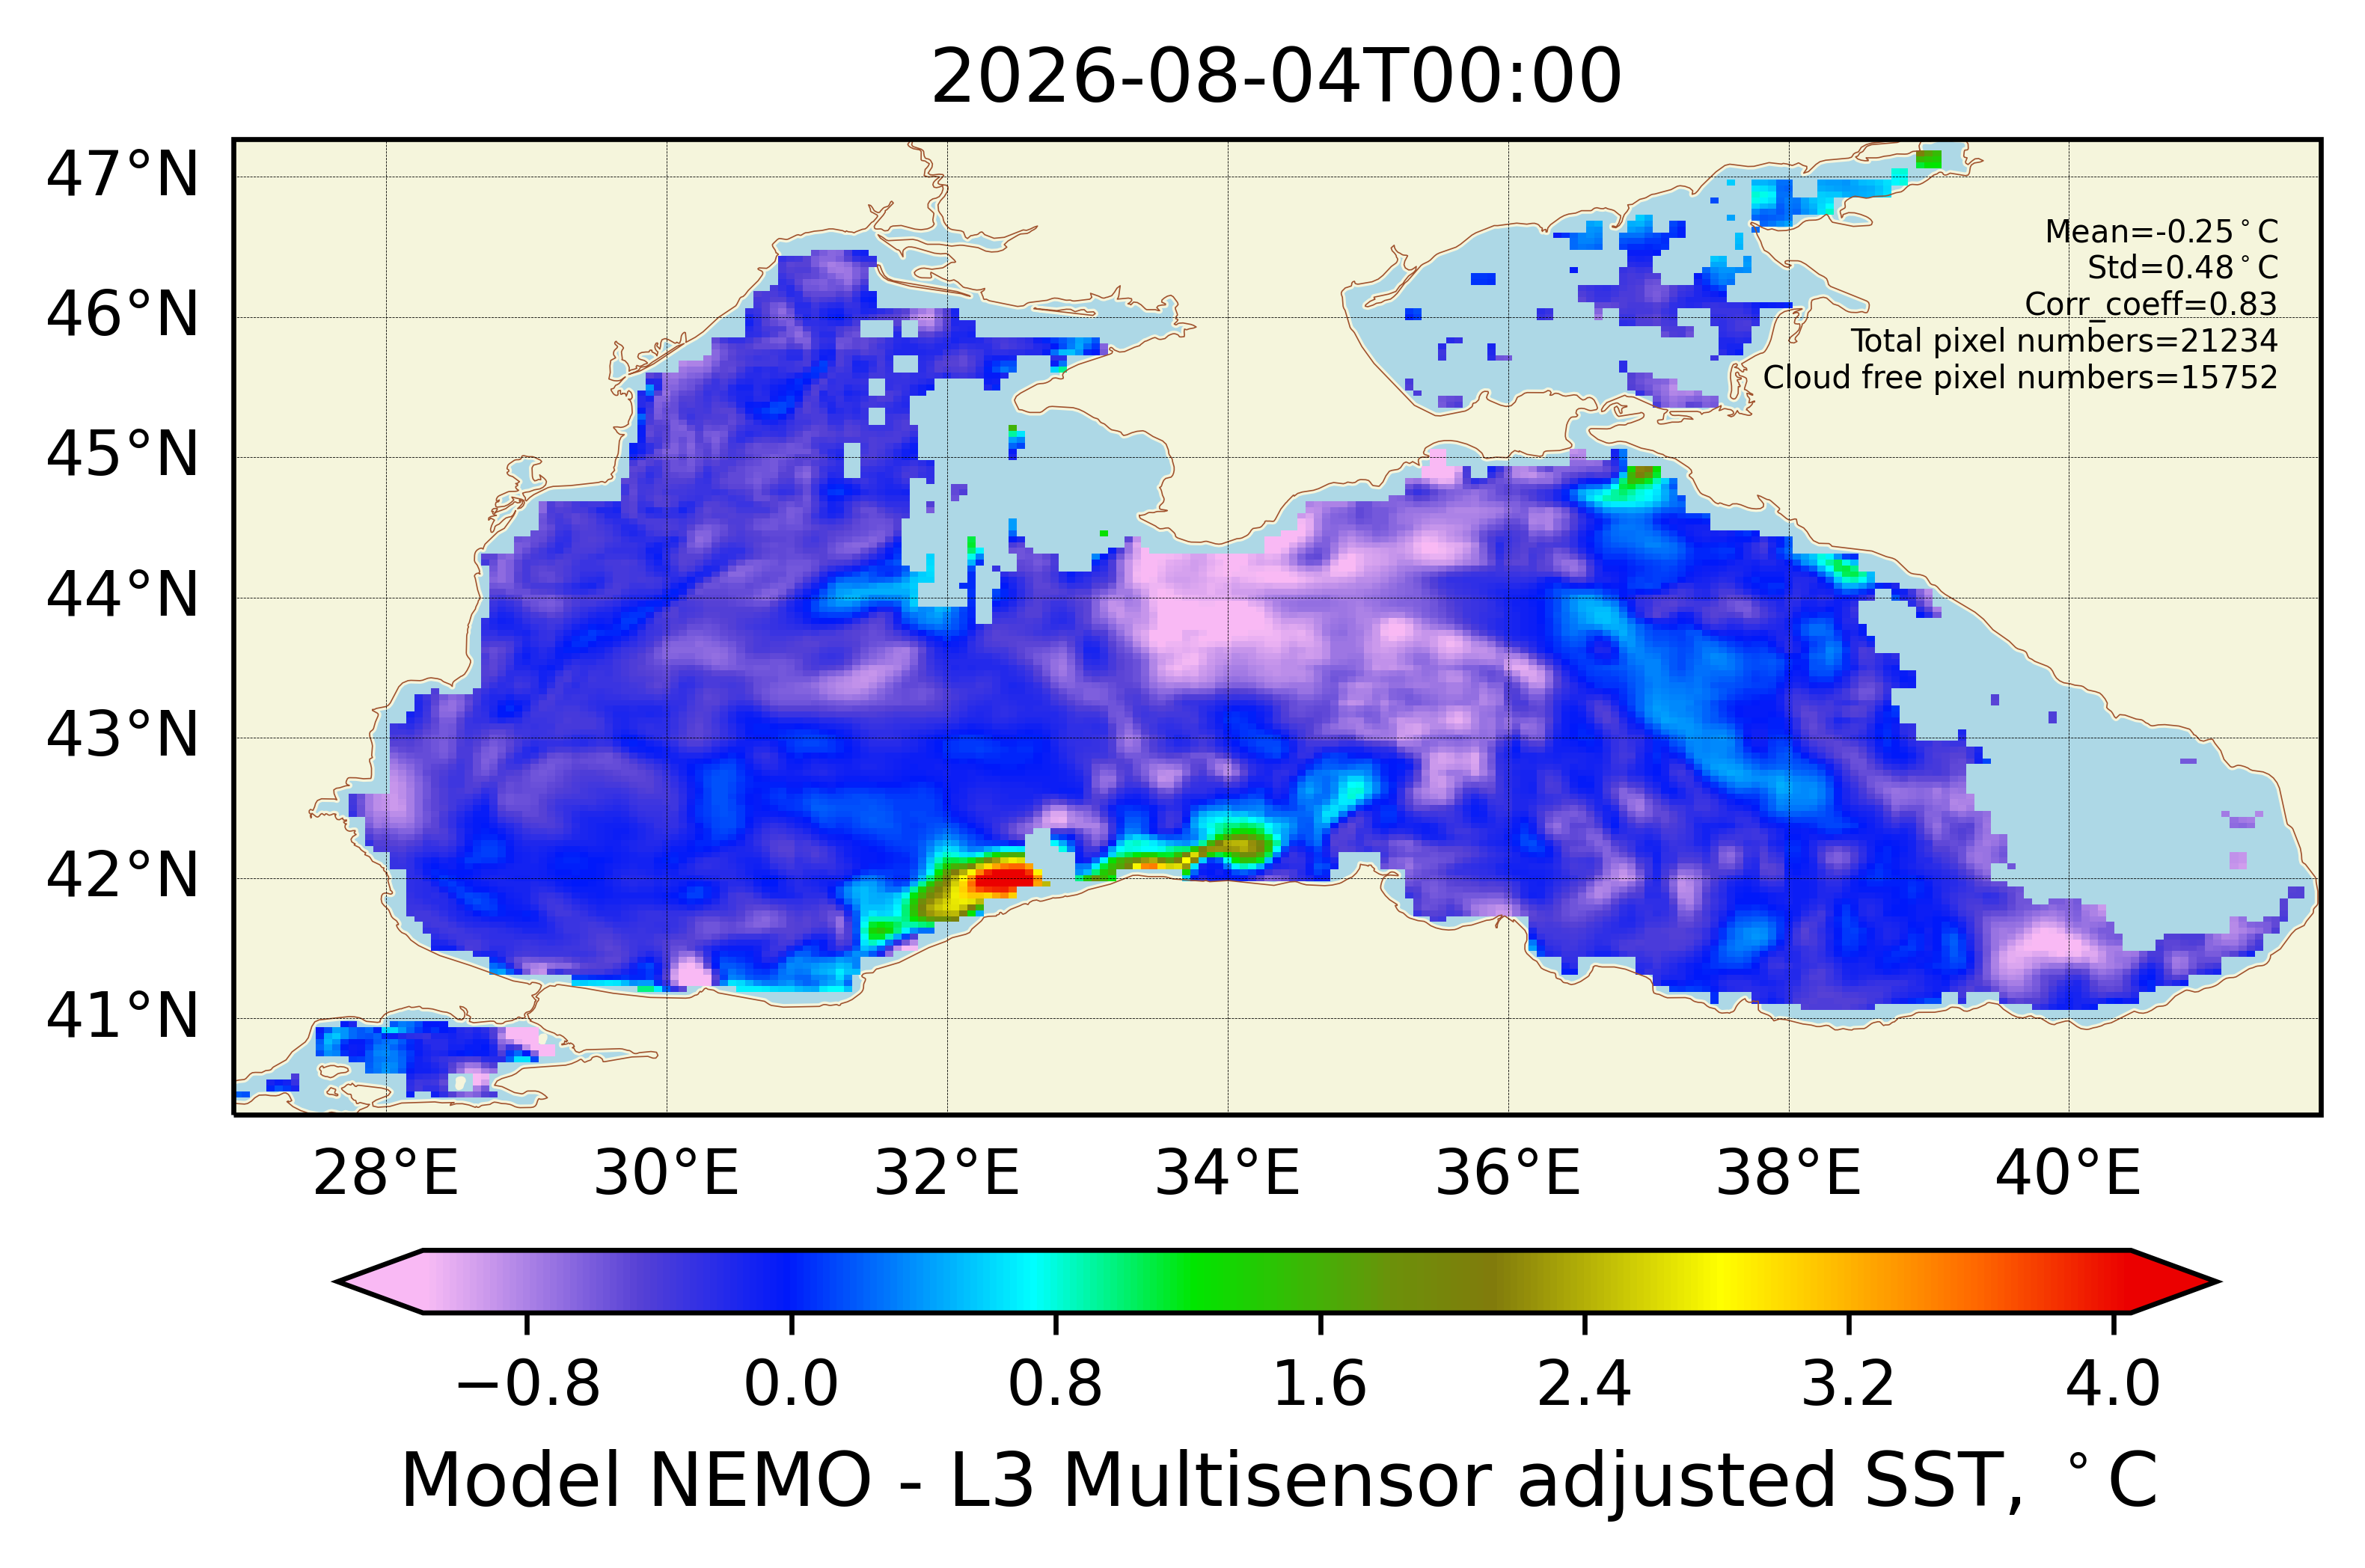 2026-08-04T00:00
47°N
46°N
45°N
44°N
43°N
42°N
41°N
Mean=-0.25°C
Std=0.48°C
Corr_coeff=0.83
Total pixel numbers=21234
Cloud free pixel numbers=15752
28°E 30°E 32°E 34°E 36°E 38°E 40°E
−0.8 0.0 0.8 1.6 2.4 3.2 4.0
Model NEMO - L3 Multisensor adjusted SST, °C